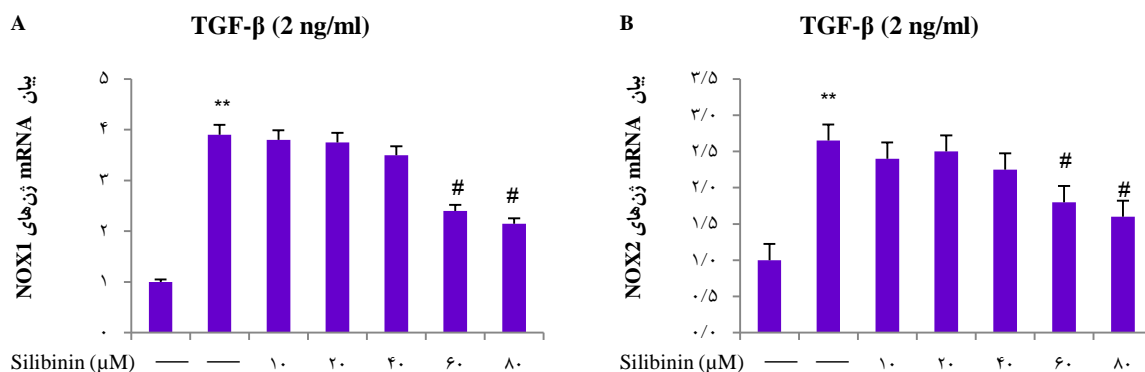 A
TGF-β (2 ng/ml)
بیان mRNA ژن‌های NOX1
۵
۴
۳
۲
۱
۰
**
#
#
Silibinin (µM) — — ۱۰ ۲۰ ۴۰ ۶۰ ۸۰
B
TGF-β (2 ng/ml)
بیان mRNA ژن‌های NOX2
۳/۵
۳/۰
۲/۵
۲/۰
۱/۵
۱/۰
۰/۵
۰/۰
**
#
#
Silibinin (µM) — — ۱۰ ۲۰ ۴۰ ۶۰ ۸۰